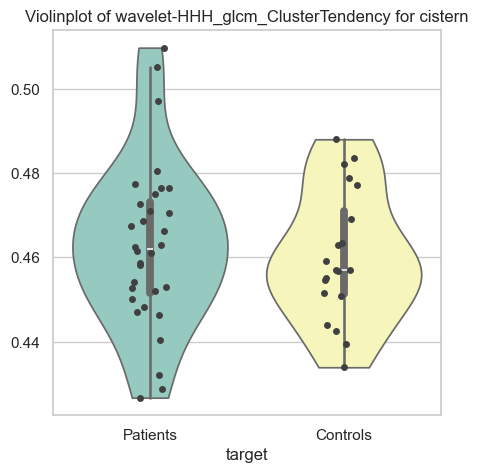 Violinplot of wavelet-HHH_glcm_ClusterTendency for cistern
0.50
0.48
0.46
0.44
Patients
Controls
target